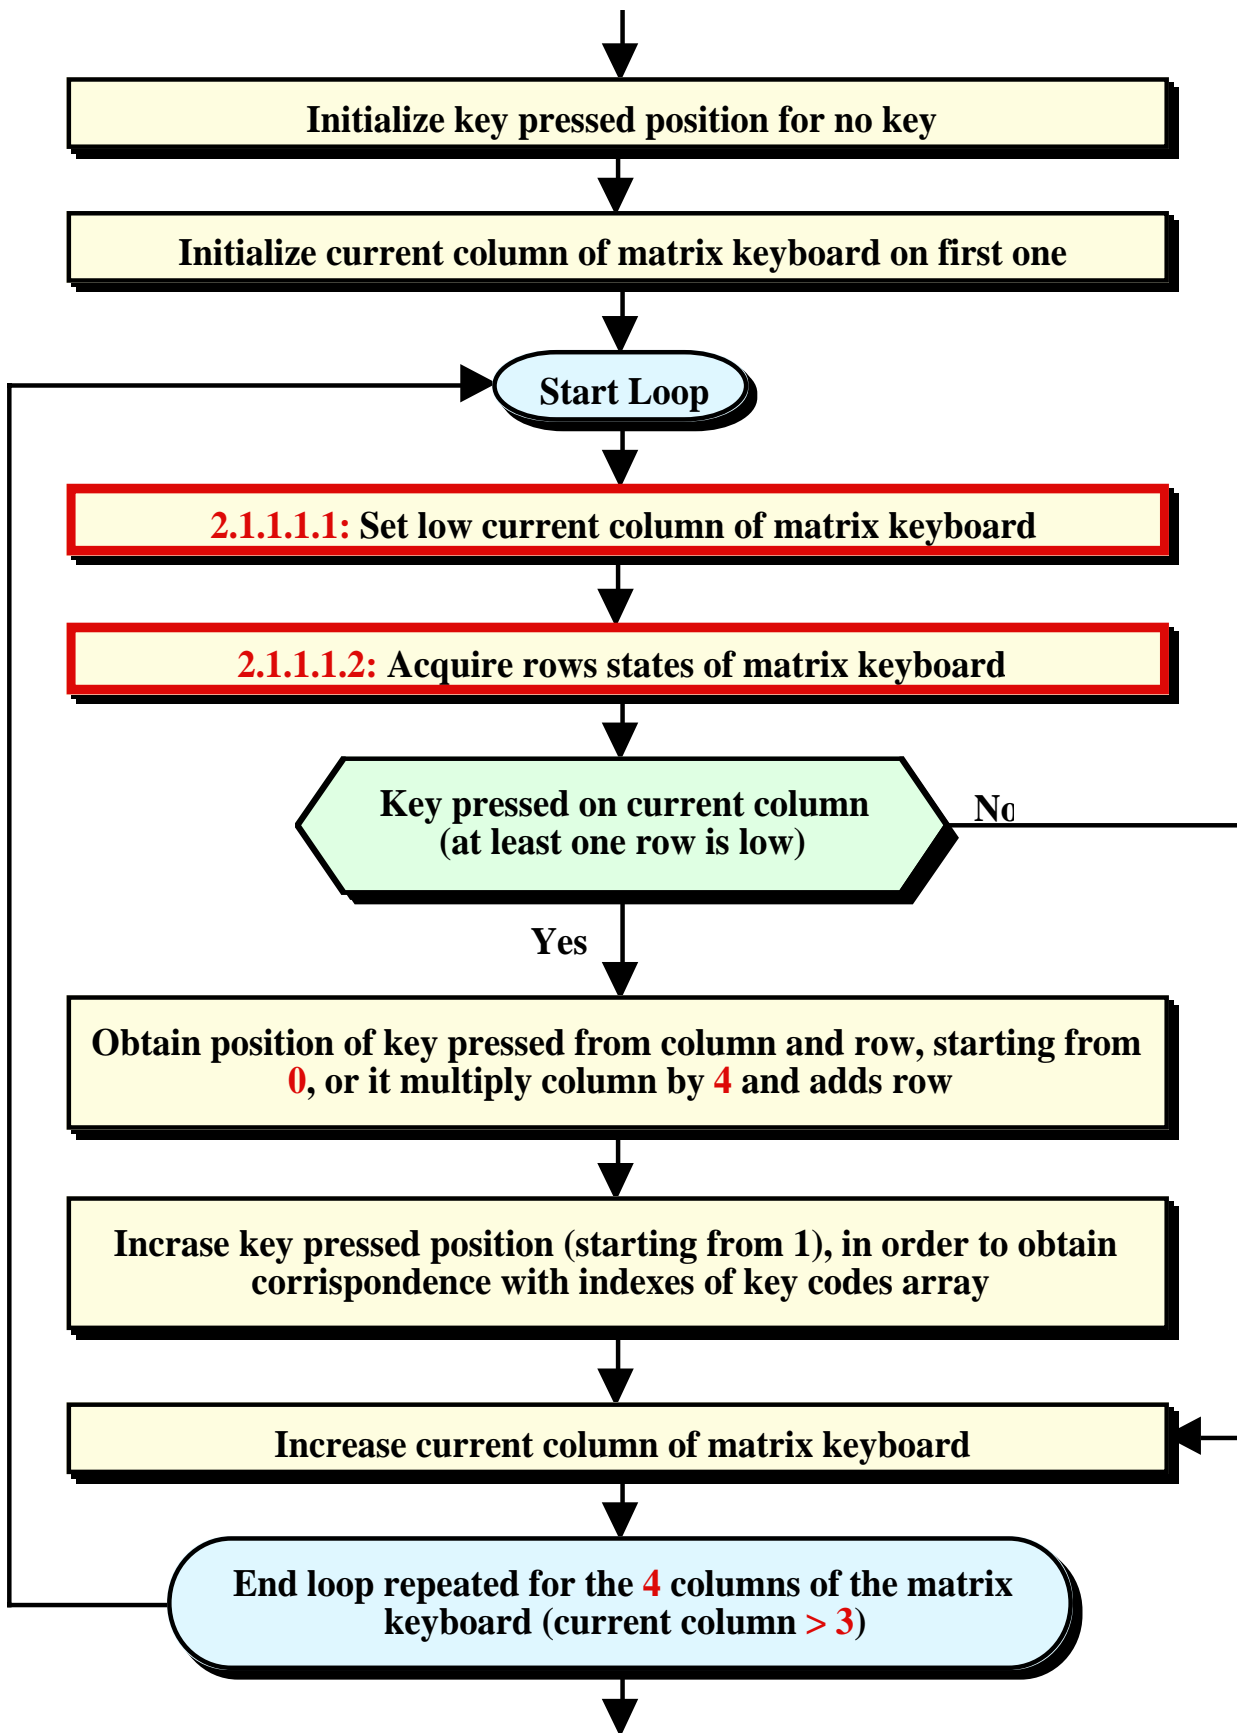 Initialize key pressed position for no key
Initialize current column of matrix keyboard on first one
Start Loop
2.1.1.1.1: Set low current column of matrix keyboard
2.1.1.1.2: Acquire rows states of matrix keyboard
Key pressed on current column
(at least one row is low)
No
Yes
Obtain position of key pressed from column and row, starting from
0, or it multiply column by 4 and adds row
Incrase key pressed position (starting from 1), in order to obtain
corrispondence with indexes of key codes array
Increase current column of matrix keyboard
End loop repeated for the 4 columns of the matrix
keyboard (current column > 3)